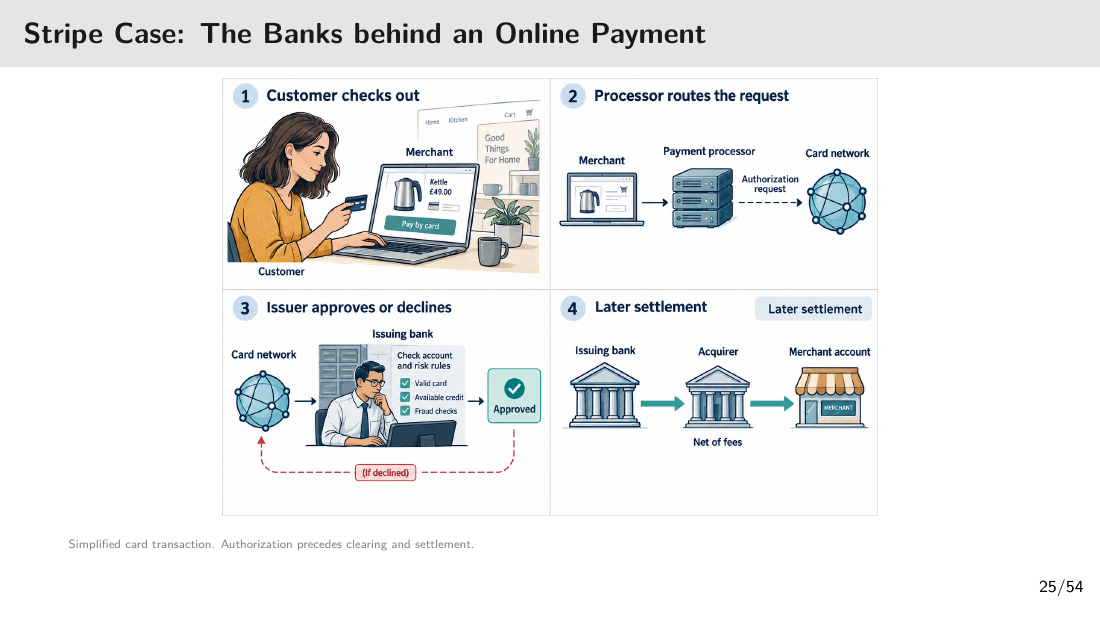 Stripe Case: The Banks behind an Online Payment
1 Customer checks out
Home Kitchen Cart
Good
Things
For Home
Merchant
Kettle
£49.00
Pay by card
Customer
2 Processor routes the request
Merchant
Payment processor
Card network
Authorization
request
3 Issuer approves or declines
Issuing bank
Card network
Check account
and risk rules
Valid card
Available credit
Fraud checks
Approved
(If declined)
4 Later settlement
Later settlement
Issuing bank
Acquirer
Merchant account
MERCHANT
Net of fees
Simplified card transaction. Authorization precedes clearing and settlement.
25/54